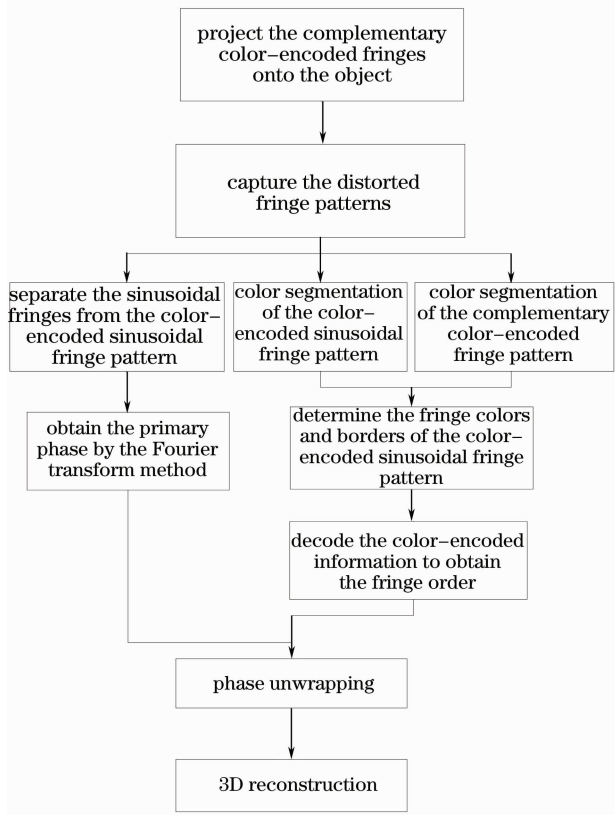 project the complementary
color-encoded fringes
onto the object
capture the distorted
fringe patterns
separate the sinusoidal
fringes from the color-
encoded sinusoidal
fringe pattern
color segmentation
of the color-
encoded sinusoidal
fringe pattern
color segmentation
of the complementary
color-encoded
fringe pattern
obtain the primary
phase by the Fourier
transform method
determine the fringe colors
and borders of the color-
encoded sinusoidal fringe
pattern
decode the color-encoded
information to obtain
the fringe order
phase unwrapping
3D reconstruction